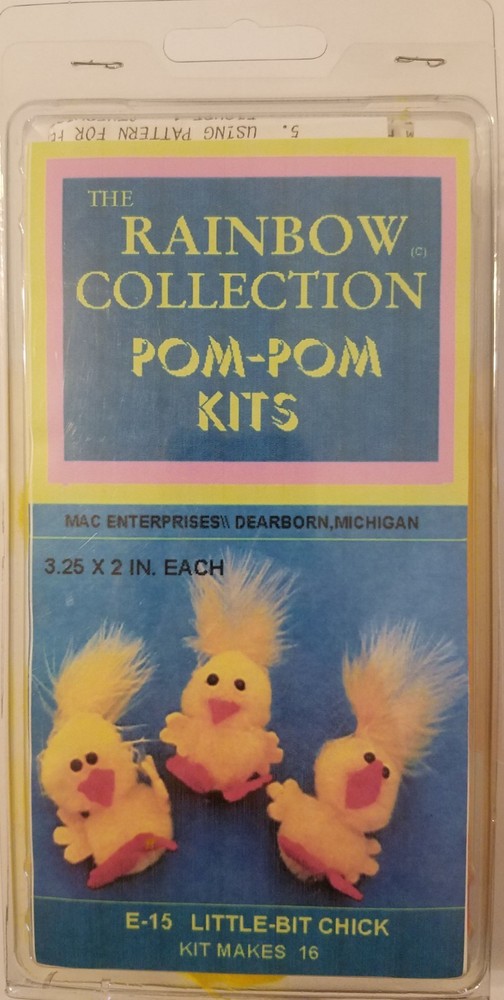 5. USING PATTERN FOR
THE
RAINBOW
(C)
COLLECTION
POM-POM
KITS
MAC ENTERPRISES\\ DEARBORN,MICHIGAN
3.25 X 2 IN. EACH
E-15 LITTLE-BIT CHICK
KIT MAKES 16